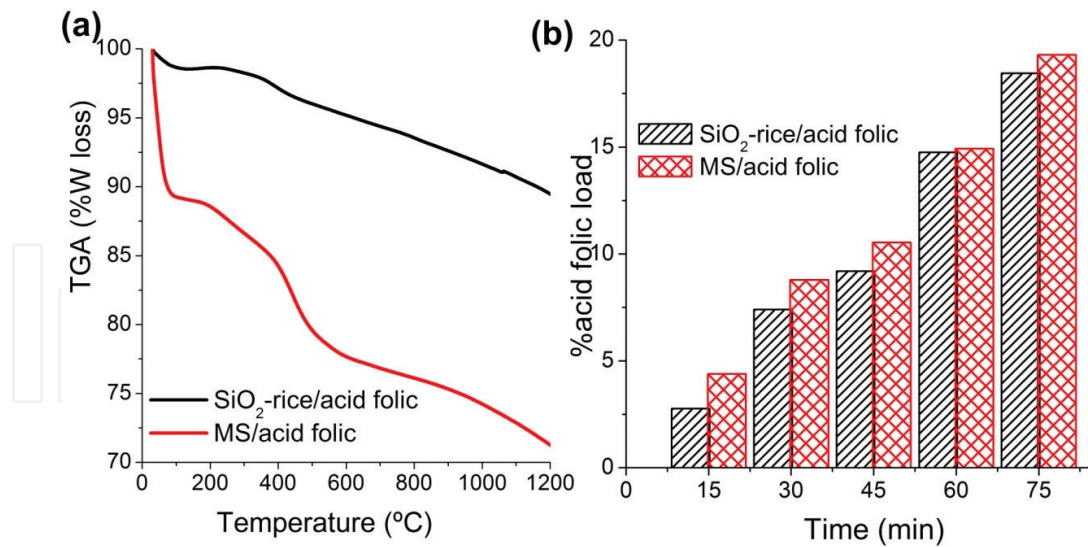 (a)
100
95
90
85
80
75
70
TGA (%W loss)
SiO₂-rice/acid folic
MS/acid folic
0 200 400 600 800 1000 1200
Temperature (ºC)
(b)
20
15
10
5
0
%acid folic load
SiO₂-rice/acid folic
MS/acid folic
0 15 30 45 60 75
Time (min)